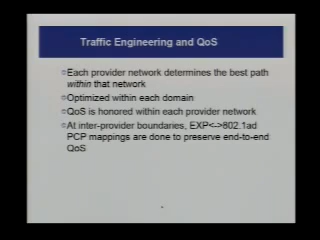 Traffic Engineering and QoS
Each provider network determines the best path
within that network
Optimized within each domain
QoS is honored within each provider network
At inter-provider boundaries, EXP<->802.1ad
PCP mappings are done to preserve end-to-end
QoS